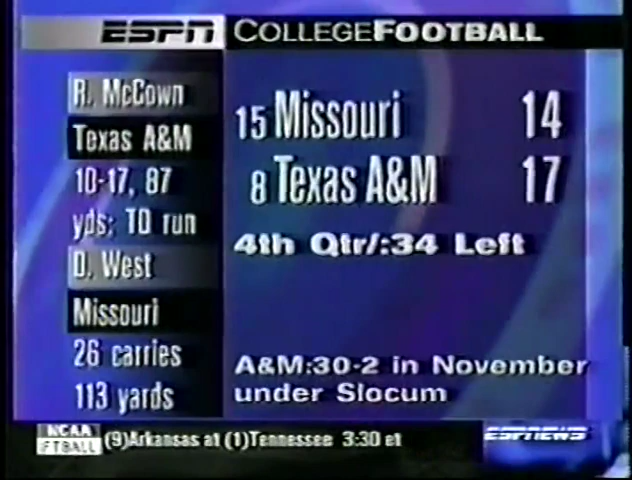 ESPN COLLEGEFOOTBALL
R. McCown
Texas A&M
10-17, 87
yds; TD run
D. West
Missouri
26 carries
113 yards
15 Missouri 14
8 Texas A&M 17
4th Qtr/:34 Left
A&M:30-2 in November
under Slocum
NCAA
FTBALL
(9)Arkansas at (1)Tennessee 3:30 et
ESPNEWS